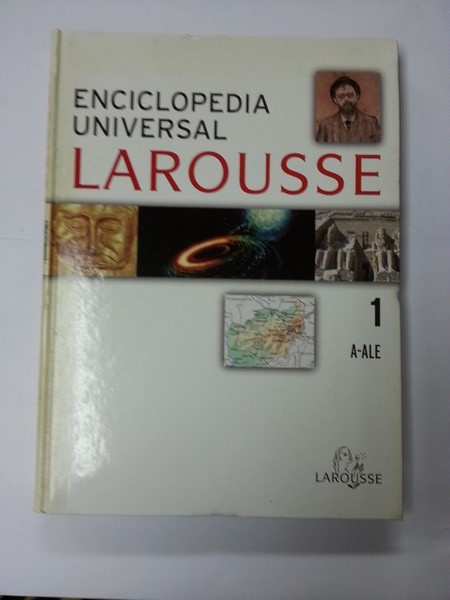 ENCICLOPEDIA
UNIVERSAL
LAROUSSE
1
A-ALE
LAROUSSE